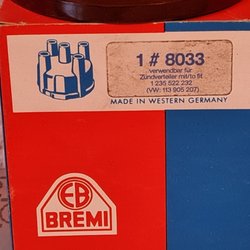 1 # 8033
verwendbar für
Zündverteiler mit/to fit
1 235 522 232
(VW: 113 905 207)
MADE IN WESTERN GERMANY
EB
BREMI